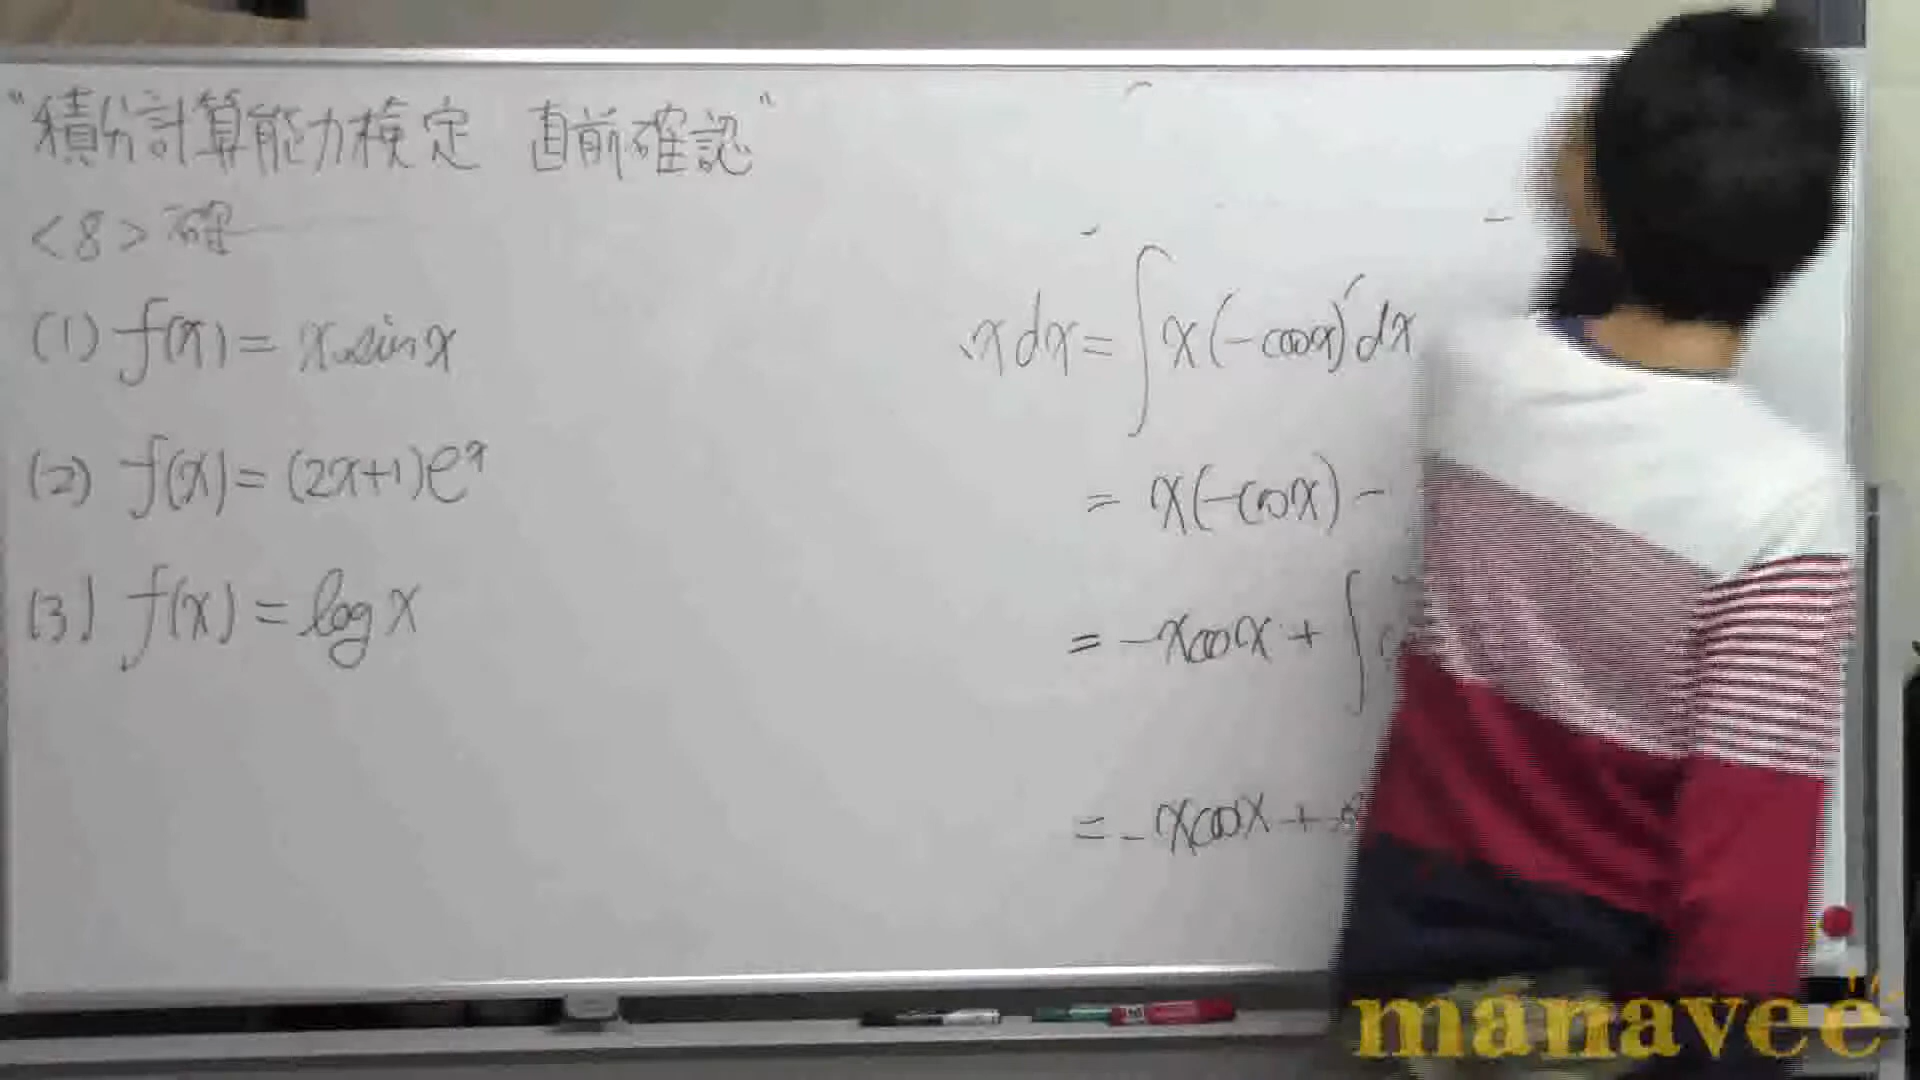 "積分計算能力検定 直前確認"
<8> 確
(1) f(x) = x sin x
(2) f(x) = (2x+1)e^x
(3) f(x) = log x
x dx = ∫ x(-cos x)' dx
= x(-cos x) -
= -x cos x + ∫
= -x cos x +
manavee